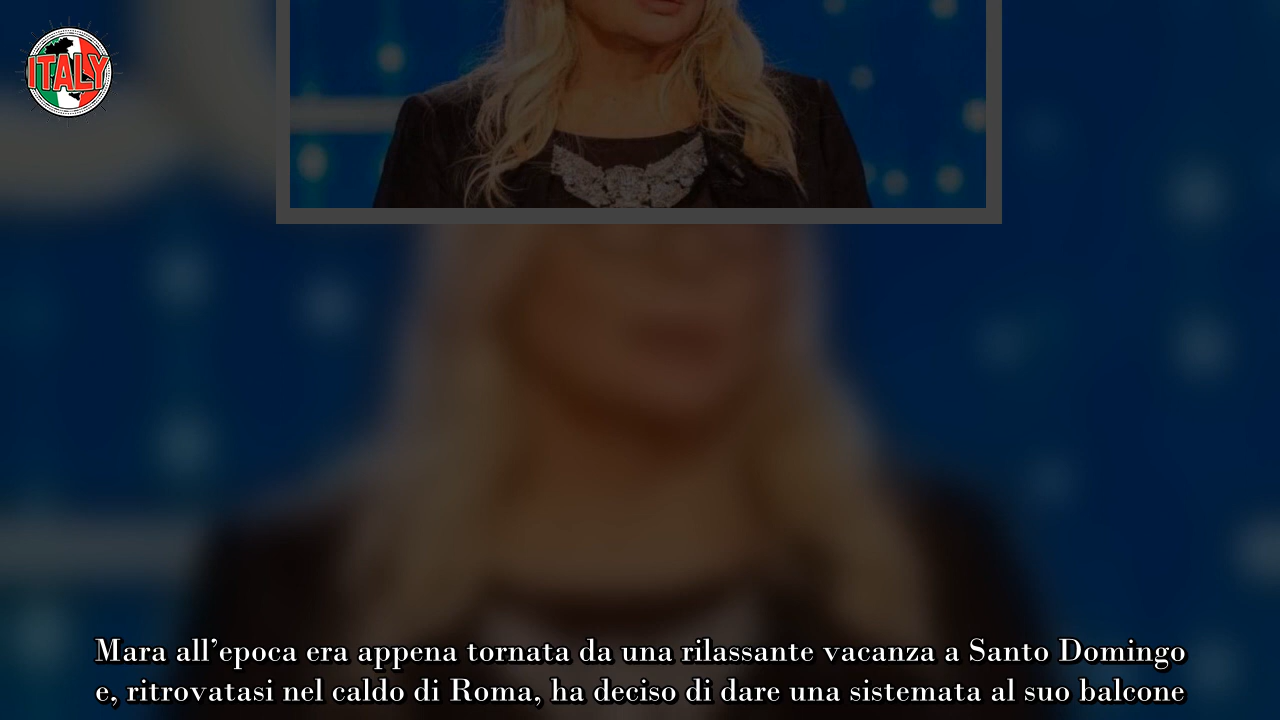 ITALY
Mara all’epoca era appena tornata da una rilassante vacanza a Santo Domingo
e, ritrovatasi nel caldo di Roma, ha deciso di dare una sistemata al suo balcone